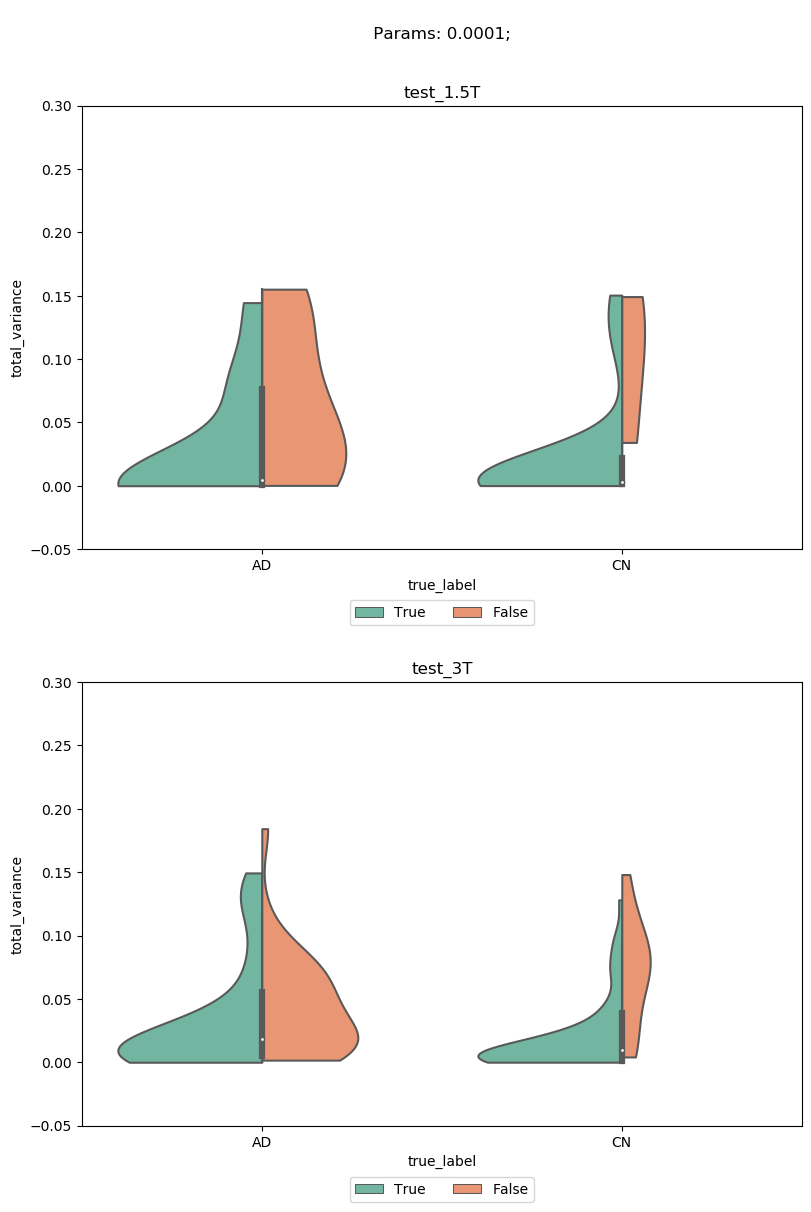 Params: 0.0001;
test_1.5T
0.30
0.25
0.20
0.15
0.10
0.05
0.00
−0.05
total_variance
AD CN
true_label
True False
test_3T
0.30
0.25
0.20
0.15
0.10
0.05
0.00
−0.05
total_variance
AD CN
true_label
True False